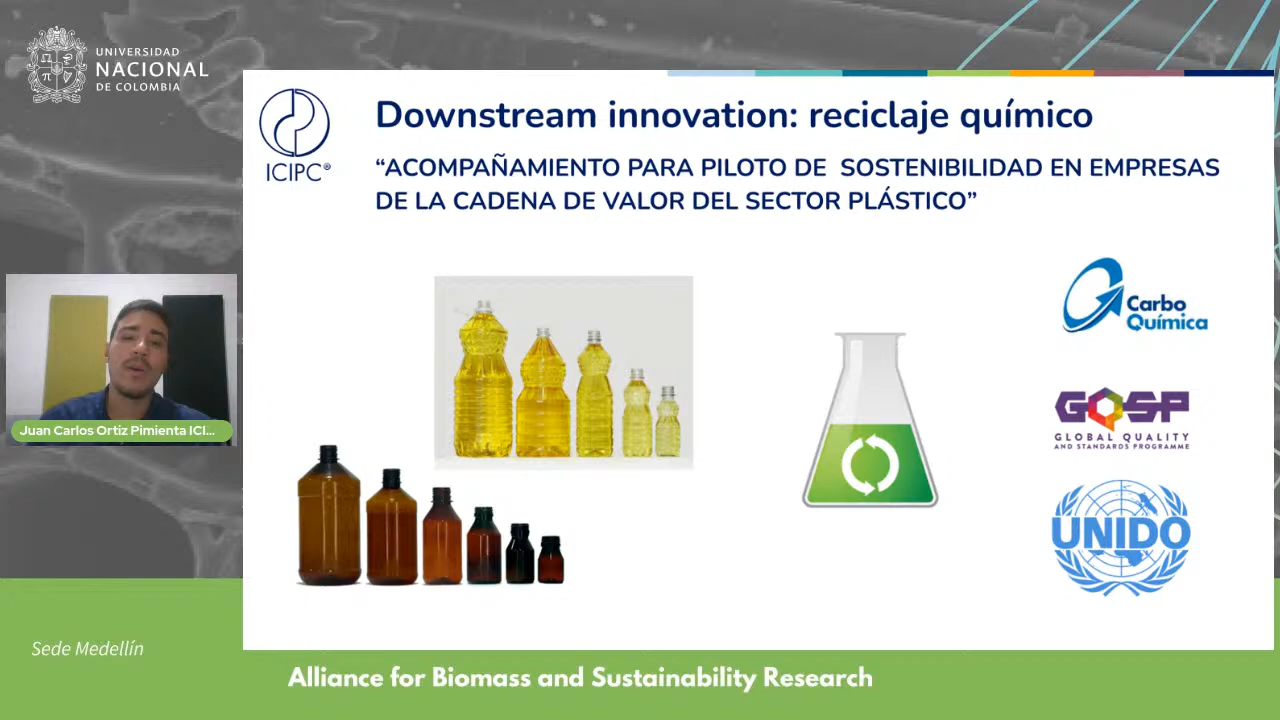 UNIVERSIDAD
NACIONAL
DE COLOMBIA
ICIPC®
Downstream innovation: reciclaje químico
“ACOMPAÑAMIENTO PARA PILOTO DE SOSTENIBILIDAD EN EMPRESAS
DE LA CADENA DE VALOR DEL SECTOR PLÁSTICO”
Carbo
Química
GQSP
GLOBAL QUALITY
AND STANDARDS PROGRAMME
UNIDO
Juan Carlos Ortiz Pimienta ICI...
Sede Medellín
Alliance for Biomass and Sustainability Research